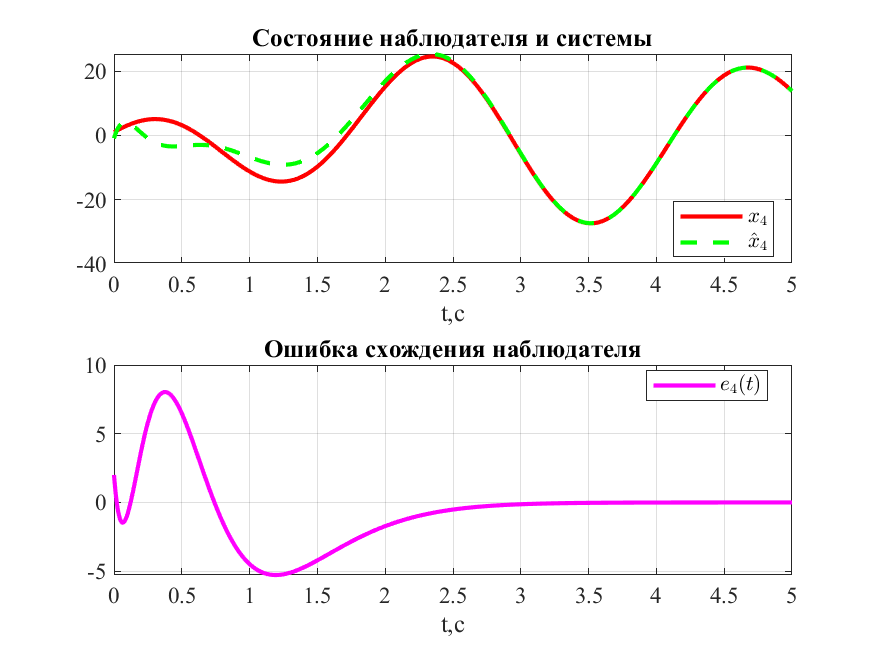 Состояние наблюдателя и системы
20
0
-20
-40
x₄
x̂₄
0 0.5 1 1.5 2 2.5 3 3.5 4 4.5 5
t,c
Ошибка схождения наблюдателя
10
5
0
-5
e₄(t)
0 0.5 1 1.5 2 2.5 3 3.5 4 4.5 5
t,c